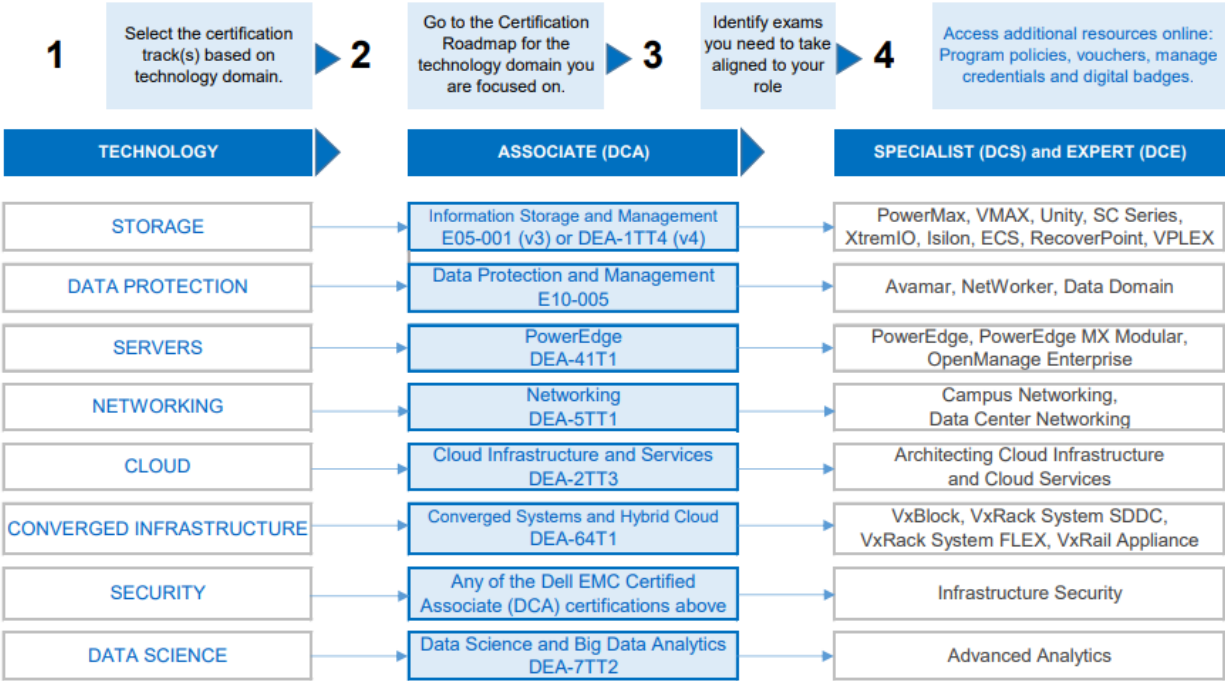 1
Select the certification
track(s) based on
technology domain.
2
Go to the Certification
Roadmap for the
technology domain you
are focused on.
3
Identify exams
you need to take
aligned to your
role
4
Access additional resources online:
Program policies, vouchers, manage
credentials and digital badges.
TECHNOLOGY
ASSOCIATE (DCA)
SPECIALIST (DCS) and EXPERT (DCE)
STORAGE
Information Storage and Management
E05-001 (v3) or DEA-1TT4 (v4)
PowerMax, VMAX, Unity, SC Series,
XtremIO, Isilon, ECS, RecoverPoint, VPLEX
DATA PROTECTION
Data Protection and Management
E10-005
Avamar, NetWorker, Data Domain
SERVERS
PowerEdge
DEA-41T1
PowerEdge, PowerEdge MX Modular,
OpenManage Enterprise
NETWORKING
Networking
DEA-5TT1
Campus Networking,
Data Center Networking
CLOUD
Cloud Infrastructure and Services
DEA-2TT3
Architecting Cloud Infrastructure
and Cloud Services
CONVERGED INFRASTRUCTURE
Converged Systems and Hybrid Cloud
DEA-64T1
VxBlock, VxRack System SDDC,
VxRack System FLEX, VxRail Appliance
SECURITY
Any of the Dell EMC Certified
Associate (DCA) certifications above
Infrastructure Security
DATA SCIENCE
Data Science and Big Data Analytics
DEA-7TT2
Advanced Analytics